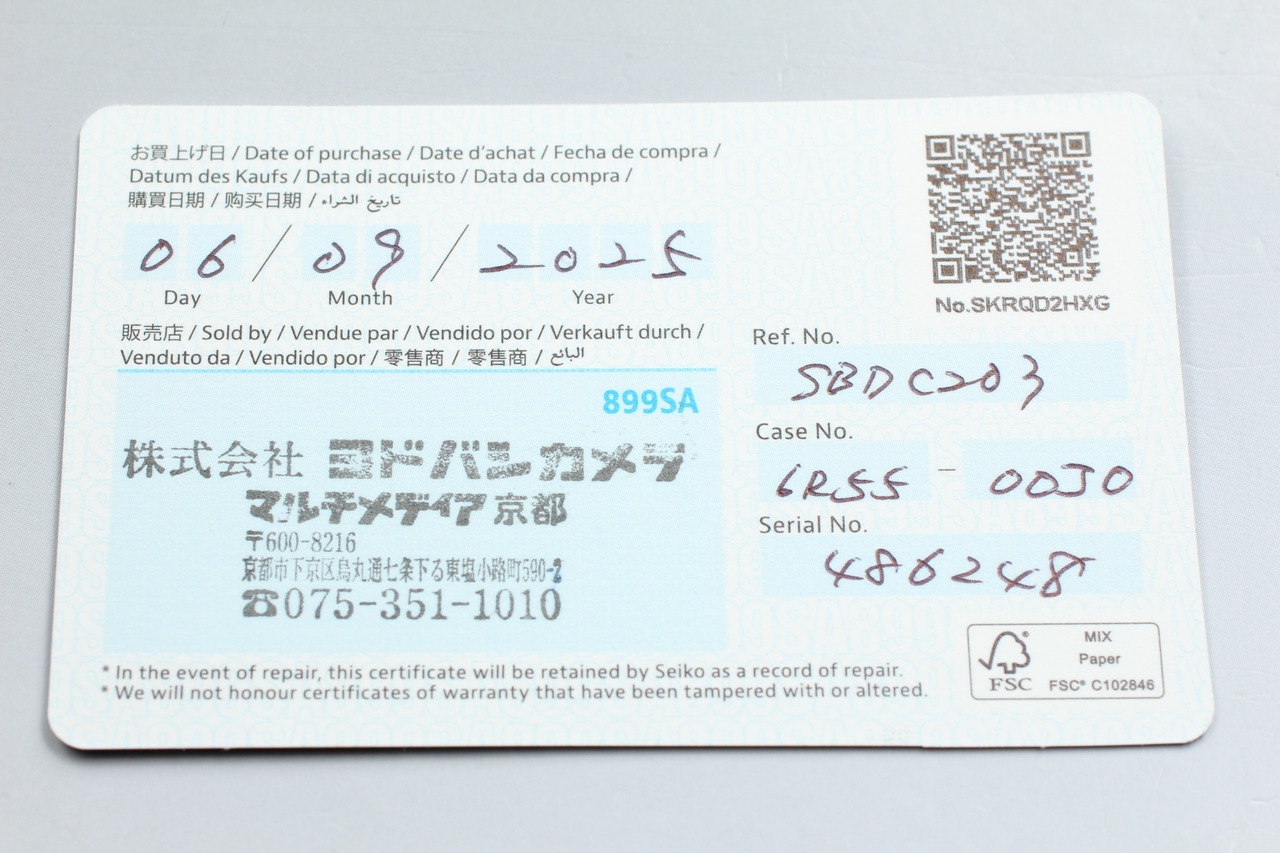 お買上げ日 / Date of purchase / Date d'achat / Fecha de compra /
Datum des Kaufs / Data di acquisto / Data da compra /
購買日期 / 购买日期 / تاريخ الشراء
06 / 09 / 2025
Day Month Year
No.SKRQD2HXG
販売店 / Sold by / Vendue par / Vendido por / Verkauft durch /
Venduto da / Vendido por / 零售商 / 零售商 / البائع
899SA
株式会社 ヨドバシカメラ
マルチメディア京都
〒600-8216
京都市下京区烏丸通七条下る東塩小路町590-2
☎075-351-1010
Ref. No.
SBDC203
Case No.
6R55 - 00J0
Serial No.
486248
* In the event of repair, this certificate will be retained by Seiko as a record of repair.
* We will not honour certificates of warranty that have been tampered with or altered.
FSC
MIX
Paper
FSC® C102846